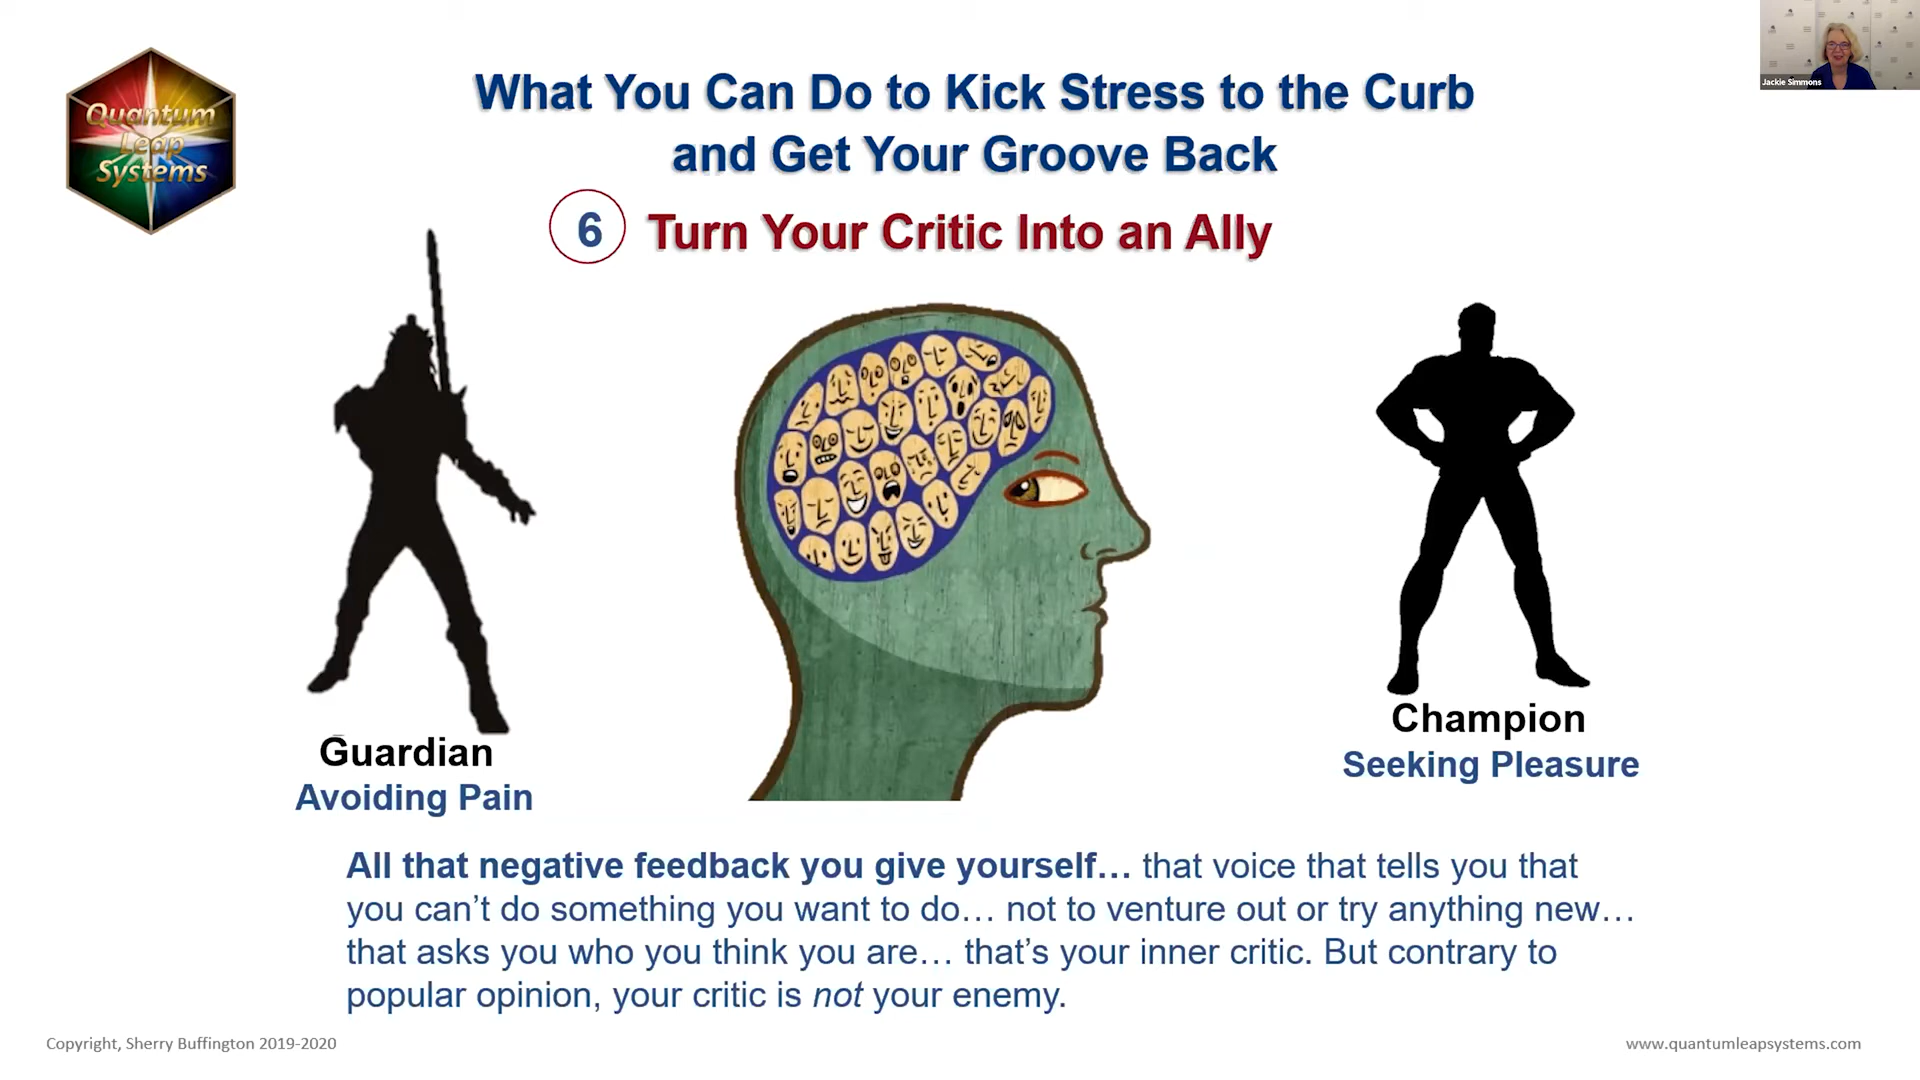 Quantum
Leap
Systems
Jackie Simmons
What You Can Do to Kick Stress to the Curb
and Get Your Groove Back
6 Turn Your Critic Into an Ally
Guardian
Avoiding Pain
Champion
Seeking Pleasure
All that negative feedback you give yourself… that voice that tells you that
you can’t do something you want to do… not to venture out or try anything new…
that asks you who you think you are… that’s your inner critic. But contrary to
popular opinion, your critic is not your enemy.
Copyright, Sherry Buffington 2019-2020
www.quantumleapsystems.com